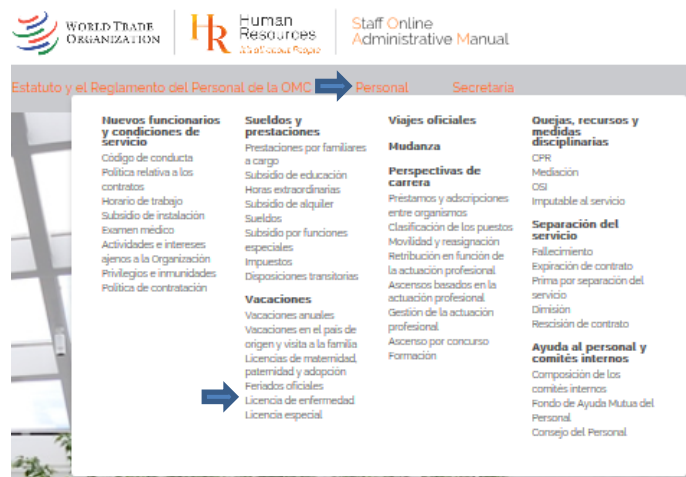 WORLD TRADE
ORGANIZATION
HR
Human
Resources
It's all about People
Staff Online
Administrative Manual
Estatuto y el Reglamento del Personal de la OMC
Personal
Secretaria
Nuevos funcionarios
y condiciones de
servicio
Código de conducta
Política relativa a los
contratos
Horario de trabajo
Subsidio de instalación
Examen médico
Actividades e intereses
ajenos a la Organización
Privilegios e inmunidades
Política de contratación
Sueldos y
prestaciones
Prestaciones por familiares
a cargo
Subsidio de educación
Horas extraordinarias
Subsidio de alquiler
Sueldos
Subsidio por funciones
especiales
Impuestos
Disposiciones transitorias
Vacaciones
Vacaciones anuales
Vacaciones en el país de
origen y visita a la familia
Licencias de maternidad,
paternidad y adopción
Feriados oficiales
Licencia de enfermedad
Licencia especial
Viajes oficiales
Mudanza
Perspectivas de
carrera
Préstamos y adscripciones
entre organismos
Clasificación de los puestos
Movilidad y reasignación
Retribución en función de
la actuación profesional
Ascensos basados en la
actuación profesional
Gestión de la actuación
profesional
Ascenso por concurso
Formación
Quejas, recursos y
medidas
disciplinarias
CPR
Mediación
OSI
Imputable al servicio
Separación del
servicio
Fallecimiento
Expiración de contrato
Prima por separación del
servicio
Dimisión
Rescisión de contrato
Ayuda al personal y
comités internos
Composición de los
comités internos
Fondo de Ayuda Mutua del
Personal
Consejo del Personal